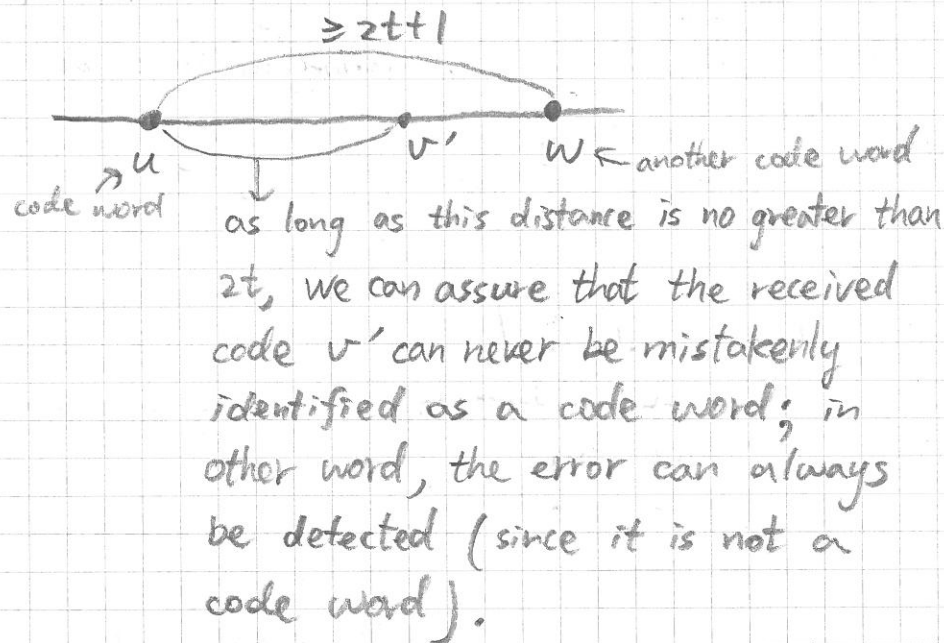 ≥ 2t+1
u v' w ← another code word
code word
as long as this distance is no greater than
2t, we can assure that the received
code v' can never be mistakenly
identified as a code word; in
other word, the error can always
be detected (since it is not a
code word).